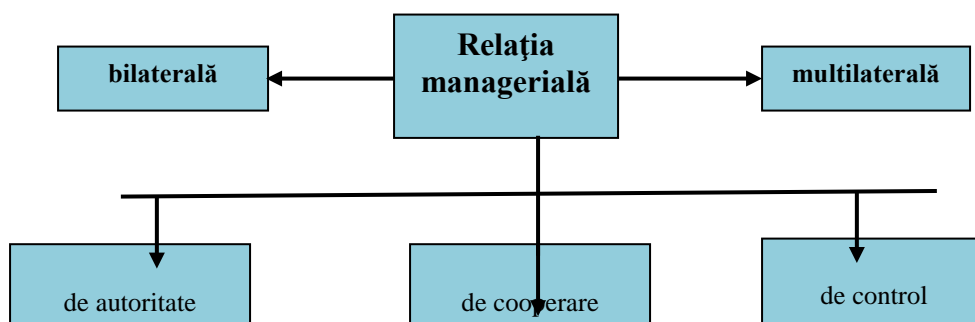 Relaţia
managerială
bilaterală
multilaterală
de autoritate
de cooperare
de control